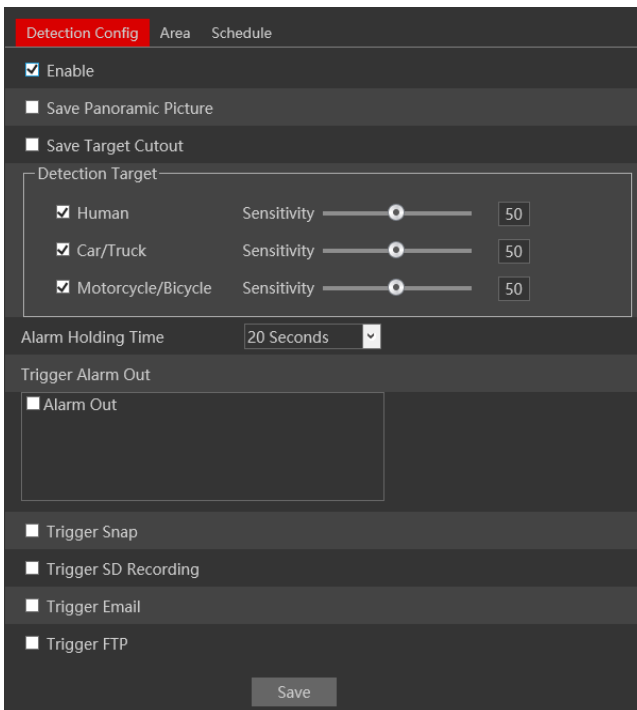 Detection Config Area Schedule
Enable
Save Panoramic Picture
Save Target Cutout
Detection Target
Human Sensitivity 50
Car/Truck Sensitivity 50
Motorcycle/Bicycle Sensitivity 50
Alarm Holding Time 20 Seconds
Trigger Alarm Out
Alarm Out
Trigger Snap
Trigger SD Recording
Trigger Email
Trigger FTP
Save